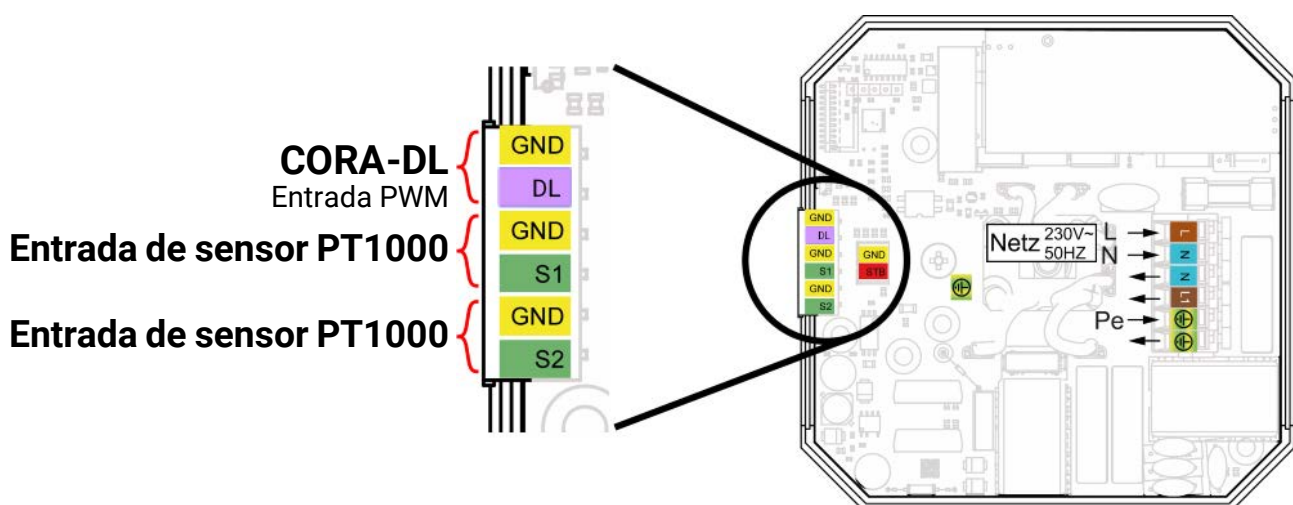 CORA-DL
Entrada PWM
Entrada de sensor PT1000
Entrada de sensor PT1000
GND
DL
GND
S1
GND
S2
GND
DL
GND
S1
GND
S2
GND
STB
Netz 230V~
50HZ
L
N
Pe
L
N
N
L1